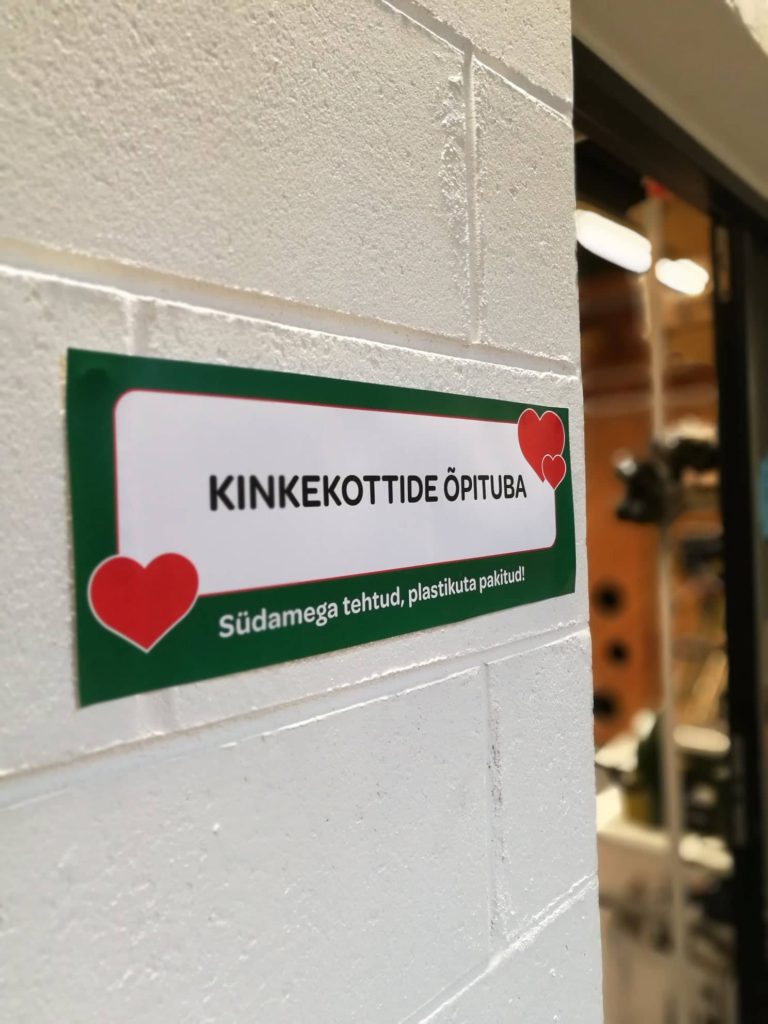 KINKEKOTTIDE ÕPITUBA
Südamega tehtud, plastikuta pakitud!